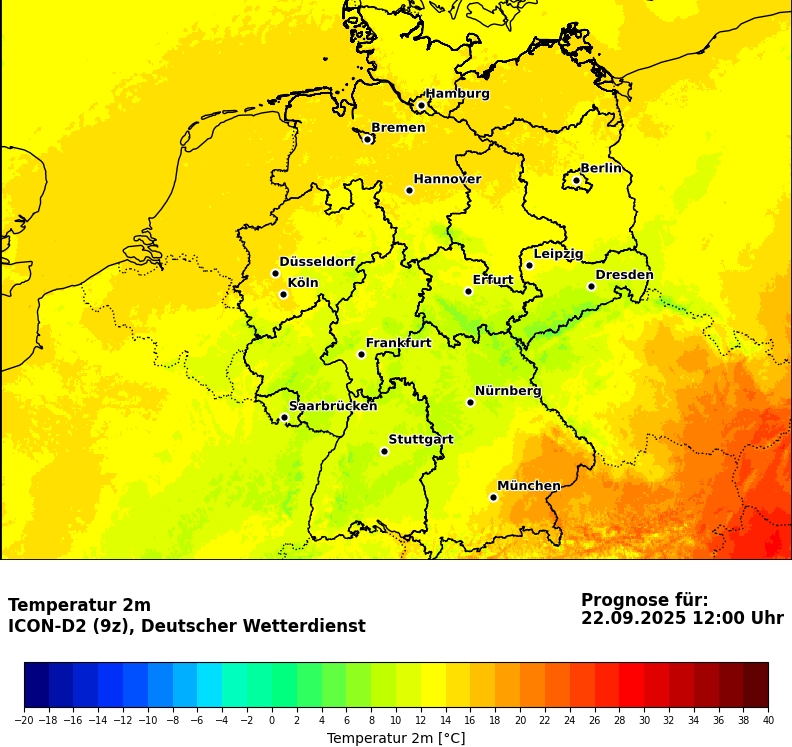 Hamburg
Bremen
Berlin
Hannover
Leipzig
Düsseldorf
Dresden
Köln
Erfurt
Frankfurt
Nürnberg
Saarbrücken
Stuttgart
München
Temperatur 2m
ICON-D2 (9z), Deutscher Wetterdienst
Prognose für:
22.09.2025 12:00 Uhr
−20 −18 −16 −14 −12 −10 −8 −6 −4 −2 0 2 4 6 8 10 12 14 16 18 20 22 24 26 28 30 32 34 36 38 40
Temperatur 2m [°C]